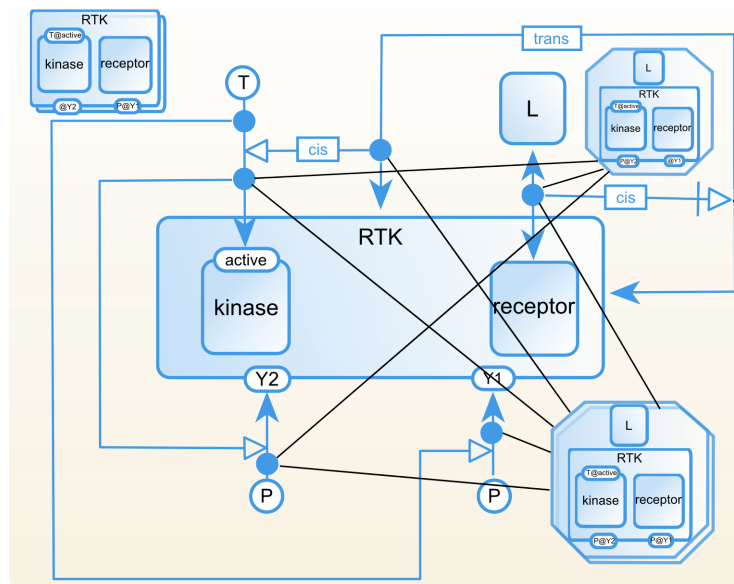 RTK
T@active
kinase
receptor
@Y2
P@Y1
trans
T
L
cis
L
RTK
T@active
kinase
receptor
P@Y2
@Y1
cis
RTK
active
kinase
receptor
Y2
Y1
P
P
L
RTK
T@active
kinase
receptor
P@Y2
P@Y1